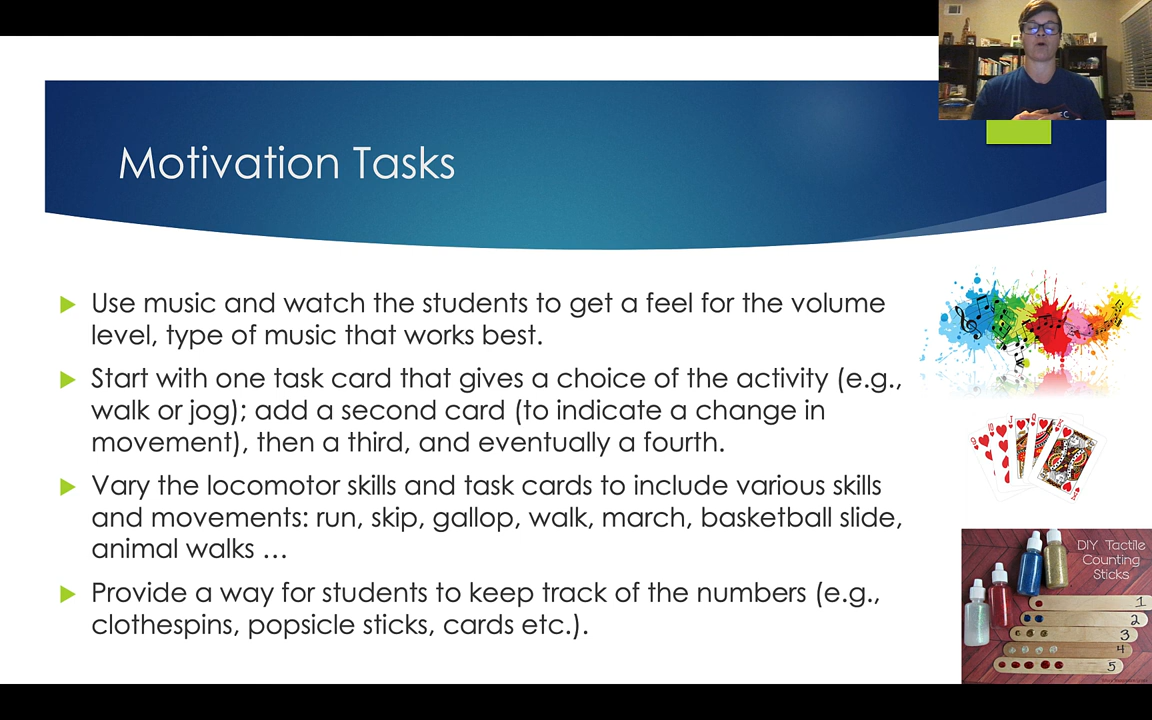 Motivation Tasks
Use music and watch the students to get a feel for the volume
level, type of music that works best.
Start with one task card that gives a choice of the activity (e.g.,
walk or jog); add a second card (to indicate a change in
movement), then a third, and eventually a fourth.
Vary the locomotor skills and task cards to include various skills
and movements: run, skip, gallop, walk, march, basketball slide,
animal walks …
Provide a way for students to keep track of the numbers (e.g.,
clothespins, popsicle sticks, cards etc.).
DIY Tactile
Counting
Sticks
1
2
3
4
5